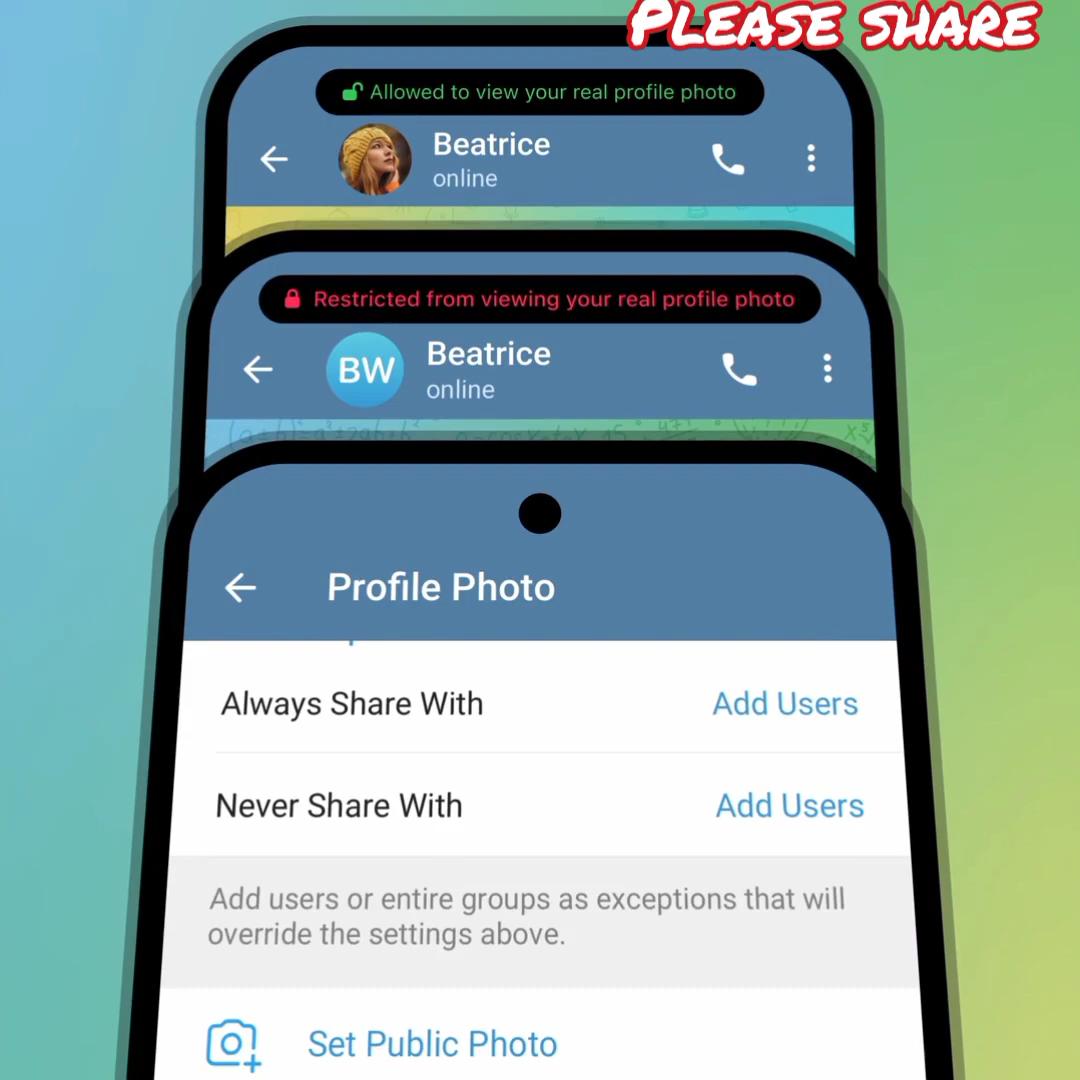 PLEASE SHARE
Allowed to view your real profile photo
Beatrice
online
Restricted from viewing your real profile photo
BW
Beatrice
online
Profile Photo
Always Share With Add Users
Never Share With Add Users
Add users or entire groups as exceptions that will
override the settings above.
Set Public Photo